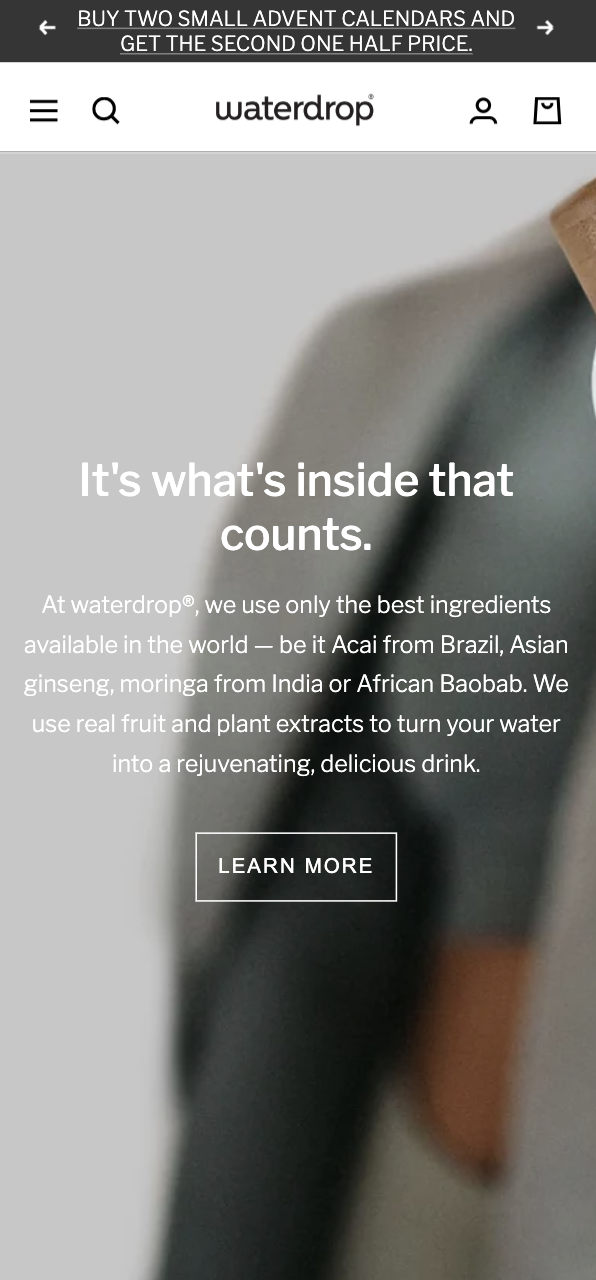 BUY TWO SMALL ADVENT CALENDARS AND
GET THE SECOND ONE HALF PRICE.
waterdrop®
It's what's inside that
counts.
At waterdrop®, we use only the best ingredients
available in the world — be it Acai from Brazil, Asian
ginseng, moringa from India or African Baobab. We
use real fruit and plant extracts to turn your water
into a rejuvenating, delicious drink.
LEARN MORE